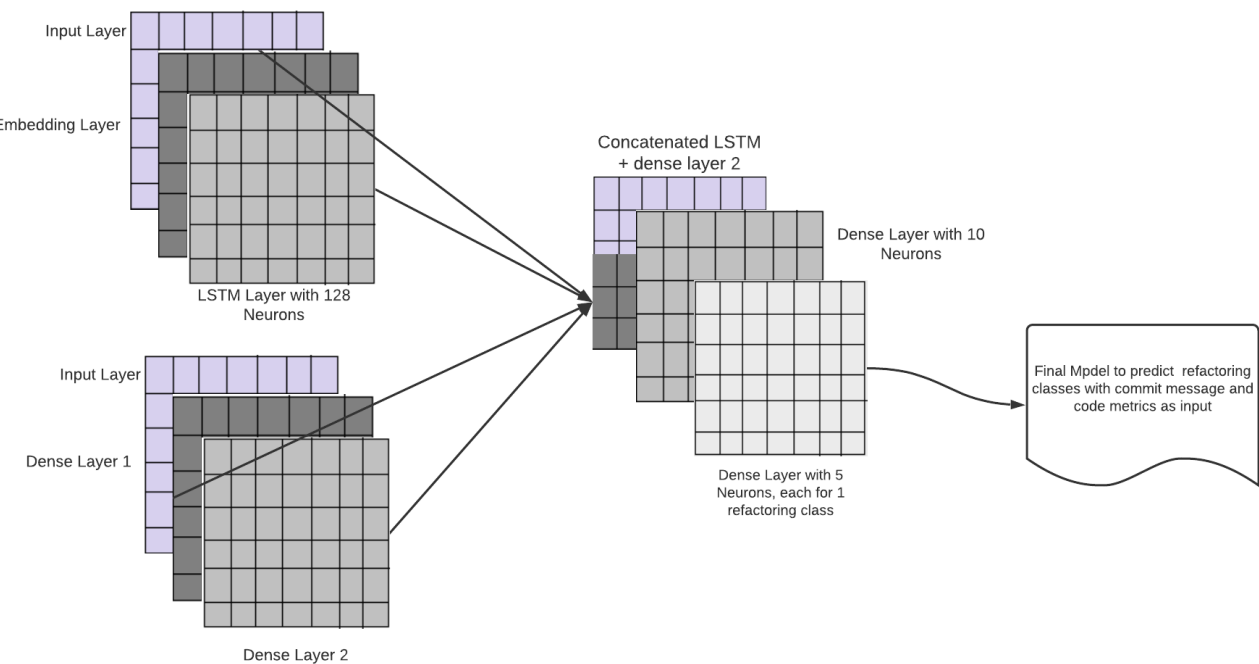 Input Layer
Embedding Layer
LSTM Layer with 128
Neurons
Input Layer
Dense Layer 1
Dense Layer 2
Concatenated LSTM
+ dense layer 2
Dense Layer with 10
Neurons
Dense Layer with 5
Neurons, each for 1
refactoring class
Final Mpdel to predict refactoring
classes with commit message and
code metrics as input